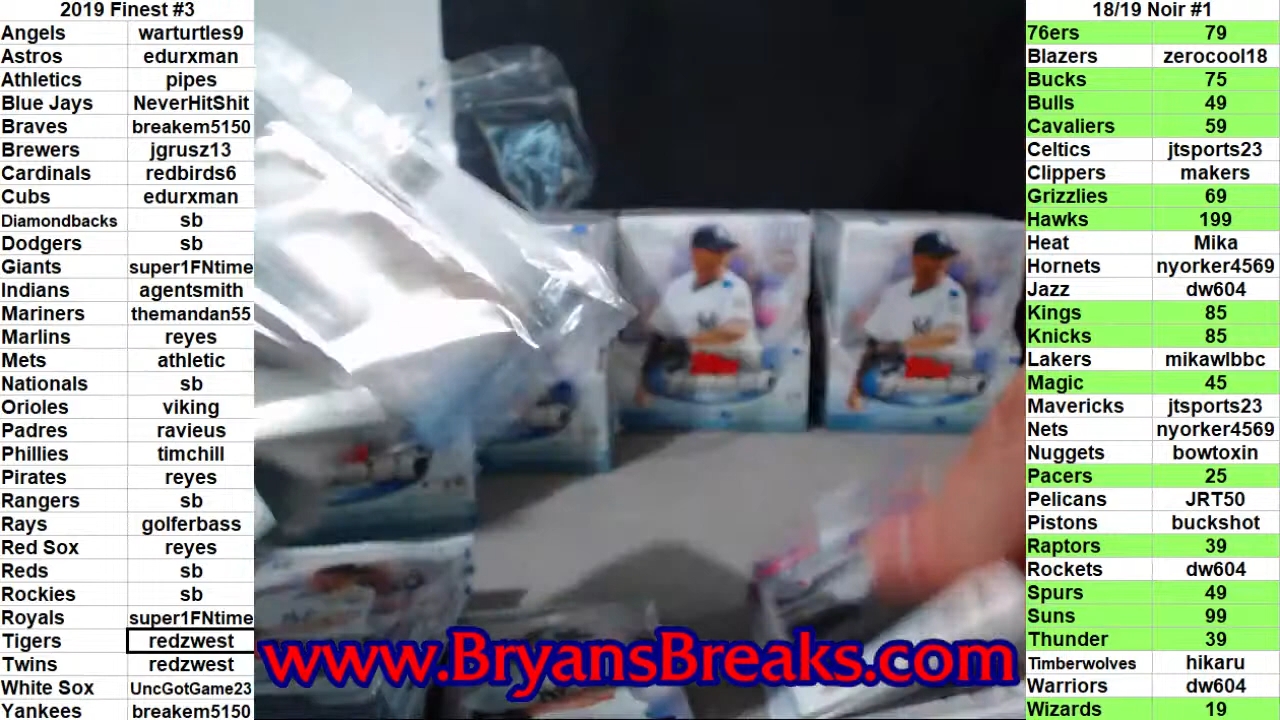 2019 Finest #3
Angels warturtles9
Astros edurxman
Athletics pipes
Blue Jays NeverHitShit
Braves breakem5150
Brewers jgrusz13
Cardinals redbirds6
Cubs edurxman
Diamondbacks sb
Dodgers sb
Giants super1FNtime
Indians agentsmith
Mariners themandan55
Marlins reyes
Mets athletic
Nationals sb
Orioles viking
Padres ravieus
Phillies timchill
Pirates reyes
Rangers sb
Rays golferbass
Red Sox reyes
Reds sb
Rockies sb
Royals super1FNtime
Tigers redzwest
Twins redzwest
White Sox UncGotGame23
Yankees breakem5150
www.BryansBreaks.com
18/19 Noir #1
76ers 79
Blazers zerocool18
Bucks 75
Bulls 49
Cavaliers 59
Celtics jtsports23
Clippers makers
Grizzlies 69
Hawks 199
Heat Mika
Hornets nyorker4569
Jazz dw604
Kings 85
Knicks 85
Lakers mikawlbbc
Magic 45
Mavericks jtsports23
Nets nyorker4569
Nuggets bowtoxin
Pacers 25
Pelicans JRT50
Pistons buckshot
Raptors 39
Rockets dw604
Spurs 49
Suns 99
Thunder 39
Timberwolves hikaru
Warriors dw604
Wizards 19